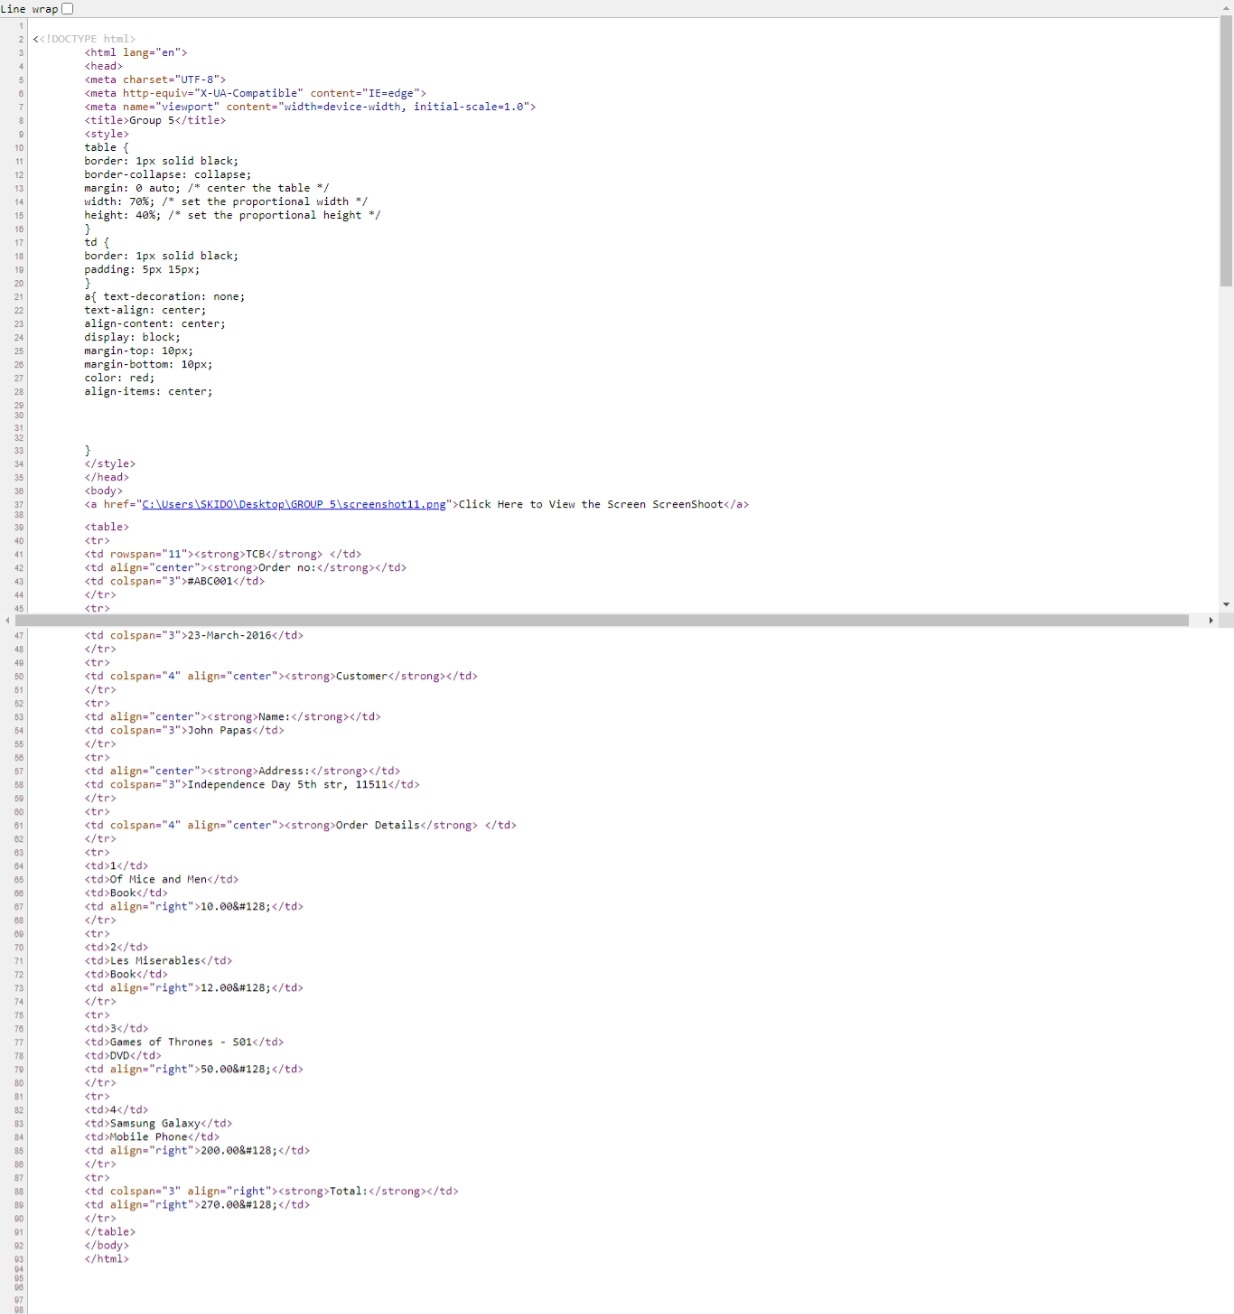 Line wrap
1
2 <<!DOCTYPE html>
3 <html lang="en">
4 <head>
5 <meta charset="UTF-8">
6 <meta http-equiv="X-UA-Compatible" content="IE=edge">
7 <meta name="viewport" content="width=device-width, initial-scale=1.0">
8 <title>Group 5</title>
9 <style>
10 table {
11 border: 1px solid black;
12 border-collapse: collapse;
13 margin: 0 auto; /* center the table */
14 width: 70%; /* set the proportional width */
15 height: 40%; /* set the proportional height */
16 }
17 td {
18 border: 1px solid black;
19 padding: 5px 15px;
20 }
21 a{ text-decoration: none;
22 text-align: center;
23 align-content: center;
24 display: block;
25 margin-top: 10px;
26 margin-bottom: 10px;
27 color: red;
28 align-items: center;
29
30
31
32
33 }
34 </style>
35 </head>
36 <body>
37 <a href="C:\Users\SKIDO\Desktop\GROUP 5\screenshot11.png">Click Here to View the Screen ScreenShoot</a>
38
39 <table>
40 <tr>
41 <td rowspan="11"><strong>TCB</strong> </td>
42 <td align="center"><strong>Order no:</strong></td>
43 <td colspan="3">#ABC001</td>
44 </tr>
45 <tr>
47 <td colspan="3">23-March-2016</td>
48 </tr>
49 <tr>
50 <td colspan="4" align="center"><strong>Customer</strong></td>
51 </tr>
52 <tr>
53 <td align="center"><strong>Name:</strong></td>
54 <td colspan="3">John Papas</td>
55 </tr>
56 <tr>
57 <td align="center"><strong>Address:</strong></td>
58 <td colspan="3">Independence Day 5th str, 11511</td>
59 </tr>
60 <tr>
61 <td colspan="4" align="center"><strong>Order Details</strong> </td>
62 </tr>
63 <tr>
64 <td>1</td>
65 <td>Of Mice and Men</td>
66 <td>Book</td>
67 <td align="right">10.00&#128;</td>
68 </tr>
69 <tr>
70 <td>2</td>
71 <td>Les Miserables</td>
72 <td>Book</td>
73 <td align="right">12.00&#128;</td>
74 </tr>
75 <tr>
76 <td>3</td>
77 <td>Games of Thrones - S01</td>
78 <td>DVD</td>
79 <td align="right">50.00&#128;</td>
80 </tr>
81 <tr>
82 <td>4</td>
83 <td>Samsung Galaxy</td>
84 <td>Mobile Phone</td>
85 <td align="right">200.00&#128;</td>
86 </tr>
87 <tr>
88 <td colspan="3" align="right"><strong>Total:</strong></td>
89 <td align="right">270.00&#128;</td>
90 </tr>
91 </table>
92 </body>
93 </html>
94
95
96
97
98